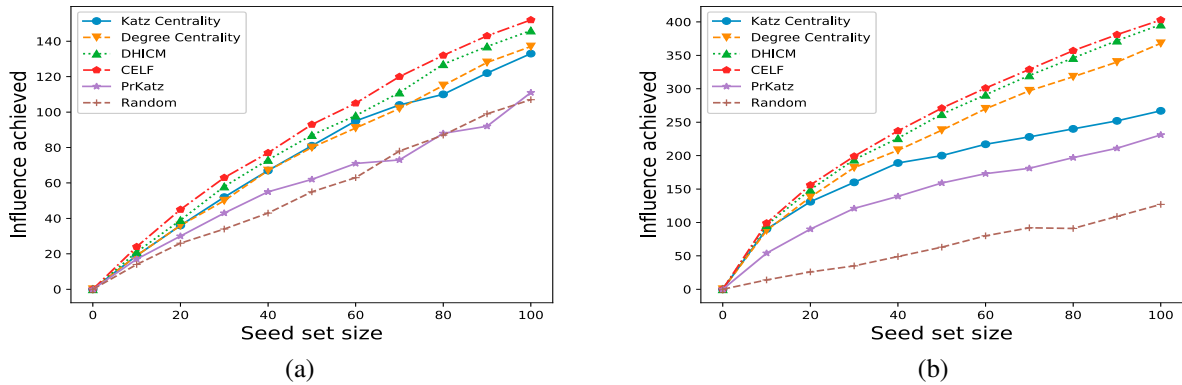 Katz Centrality
Degree Centrality
DHICM
CELF
PrKatz
Random
Influence achieved
140
120
100
80
60
40
20
0
0 20 40 60 80 100
Seed set size
(a)
Katz Centrality
Degree Centrality
DHICM
CELF
PrKatz
Random
Influence achieved
400
350
300
250
200
150
100
50
0
0 20 40 60 80 100
Seed set size
(b)